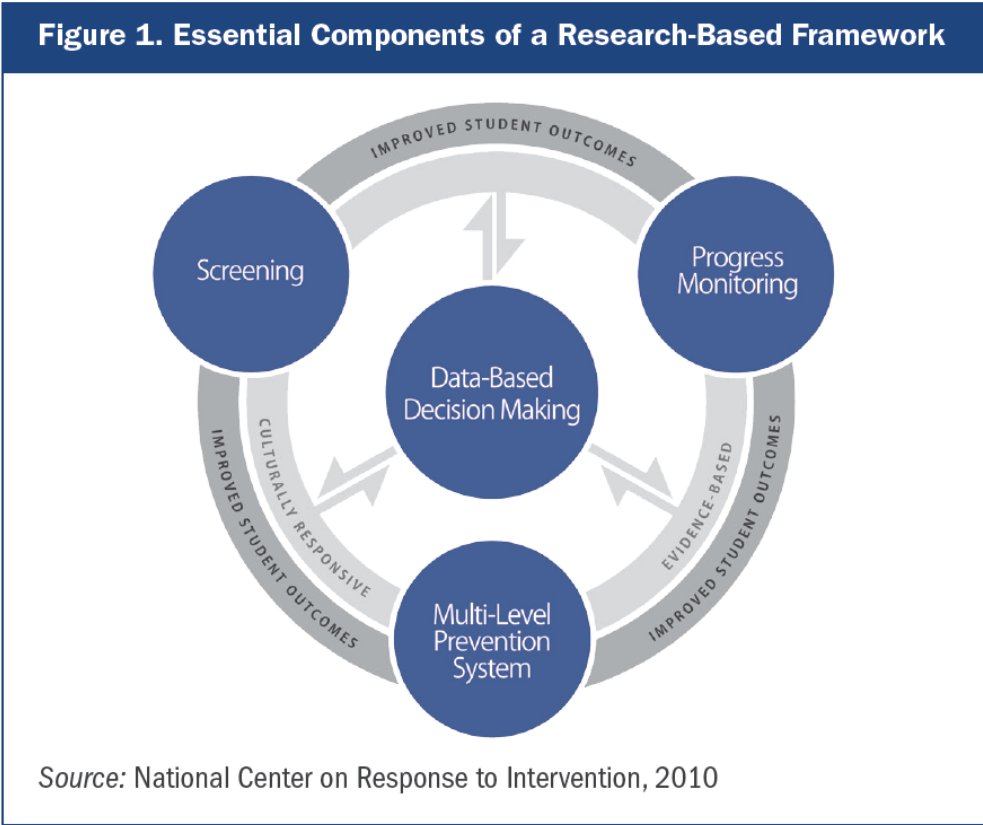 Figure 1. Essential Components of a Research-Based Framework
IMPROVED STUDENT OUTCOMES
Screening
Progress
Monitoring
Data-Based
Decision Making
CULTURALLY RESPONSIVE
EVIDENCE-BASED
IMPROVED STUDENT OUTCOMES
IMPROVED STUDENT OUTCOMES
Multi-Level
Prevention
System
Source: National Center on Response to Intervention, 2010